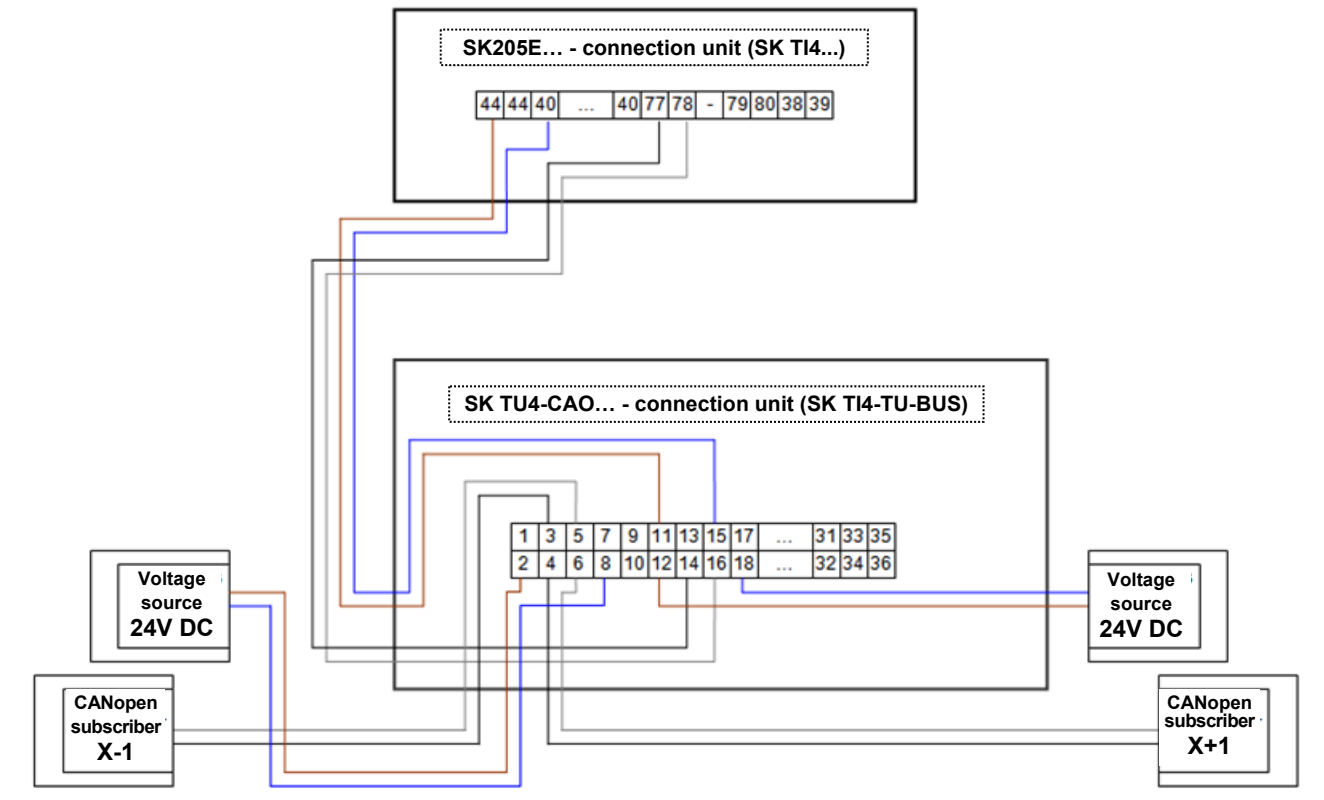 SK205E… - connection unit (SK TI4...)
44 44 40 ... 40 77 78 - 79 80 38 39
SK TU4-CAO… - connection unit (SK TI4-TU-BUS)
1 3 5 7 9 11 13 15 17 ... 31 33 35
2 4 6 8 10 12 14 16 18 ... 32 34 36
Voltage
source
24V DC
Voltage
source
24V DC
CANopen
subscriber
X-1
CANopen
subscriber
X+1